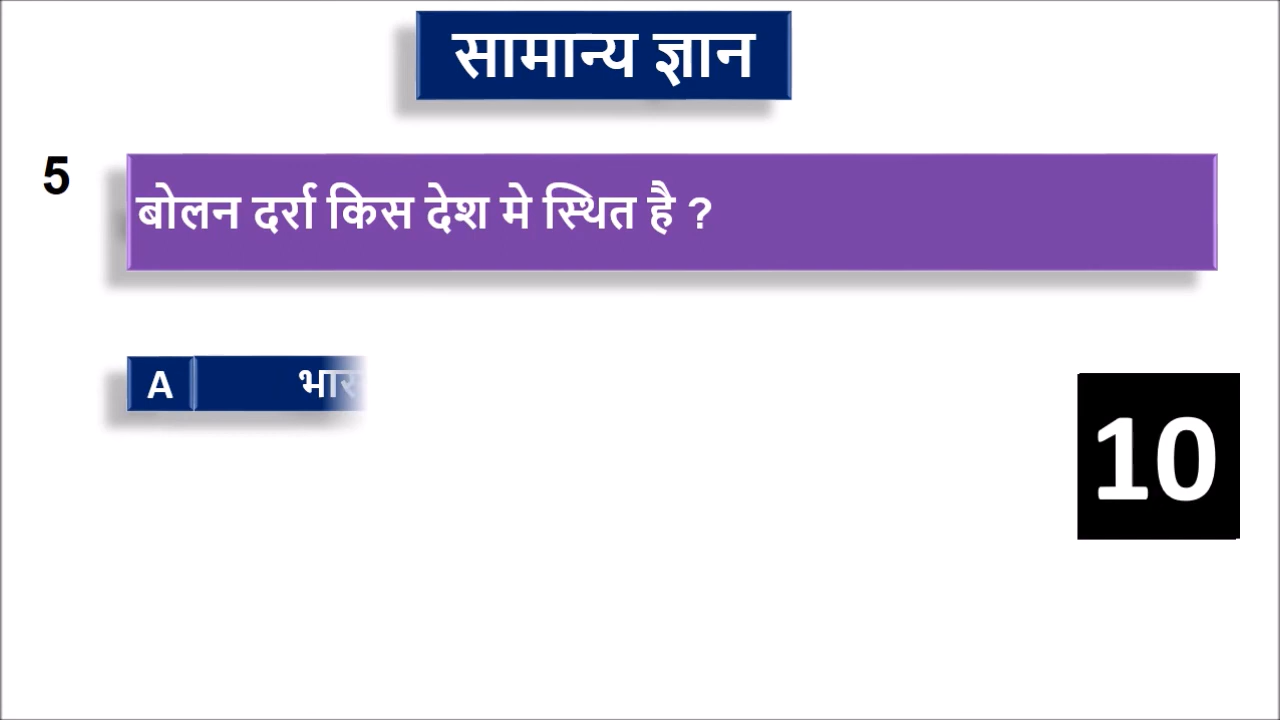 सामान्य ज्ञान
5
बोलन दर्रा किस देश मे स्थित है ?
A
10